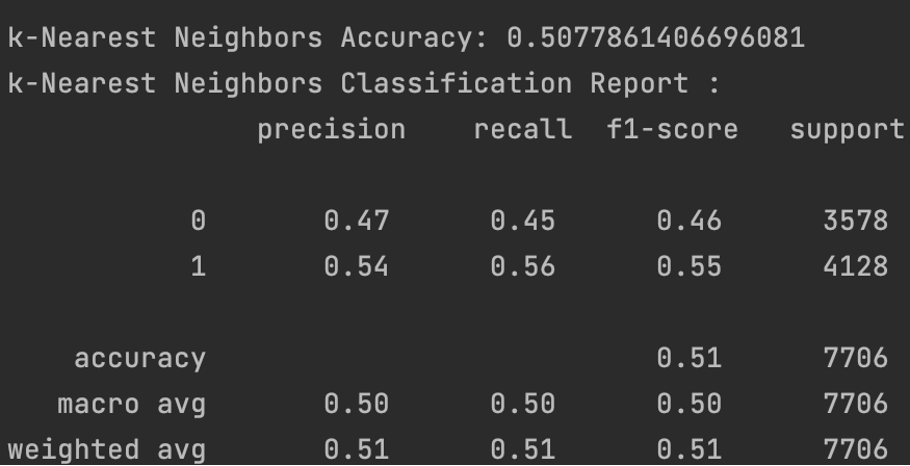 k-Nearest Neighbors Accuracy: 0.5077861406696081
k-Nearest Neighbors Classification Report :
precision recall f1-score support
0 0.47 0.45 0.46 3578
1 0.54 0.56 0.55 4128
accuracy 0.51 7706
macro avg 0.50 0.50 0.50 7706
weighted avg 0.51 0.51 0.51 7706